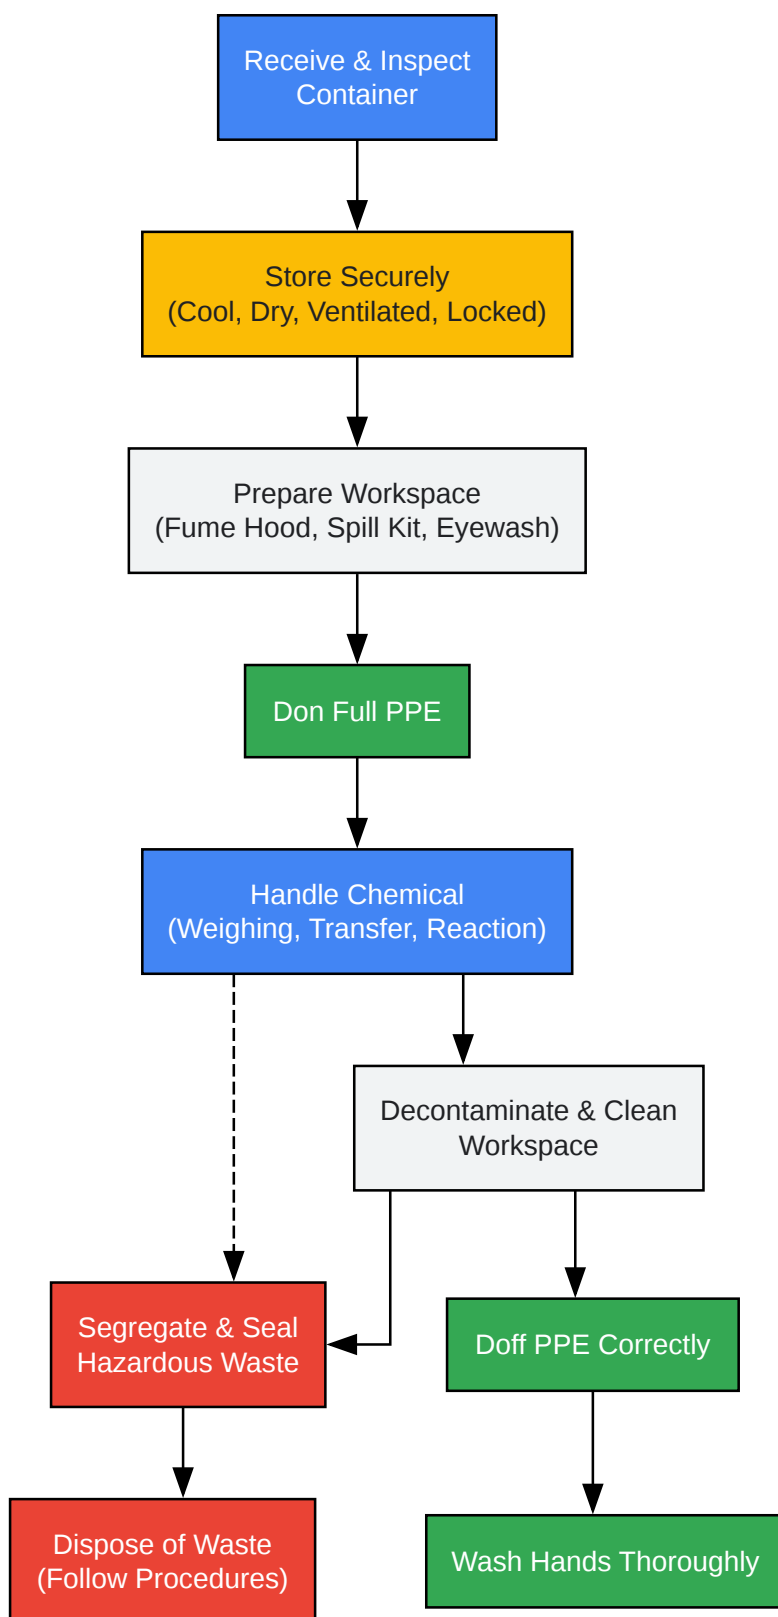 Receive & Inspect
Container
Store Securely
(Cool, Dry, Ventilated, Locked)
Prepare Workspace
(Fume Hood, Spill Kit, Eyewash)
Don Full PPE
Handle Chemical
(Weighing, Transfer, Reaction)
Decontaminate & Clean
Workspace
Segregate & Seal
Hazardous Waste
Doff PPE Correctly
Dispose of Waste
(Follow Procedures)
Wash Hands Thoroughly